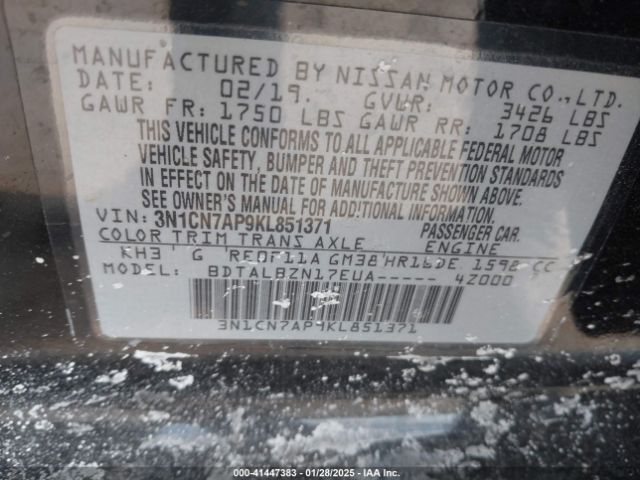 MANUFACTURED BY NISSAN MOTOR CO., LTD.
DATE: 02/19. GVWR: 3426 LBS
GAWR FR: 1750 LBS GAWR RR: 1708 LBS
THIS VEHICLE CONFORMS TO ALL APPLICABLE FEDERAL MOTOR
VEHICLE SAFETY, BUMPER AND THEFT PREVENTION STANDARDS
IN EFFECT ON THE DATE OF MANUFACTURE SHOWN ABOVE.
SEE OWNER'S MANUAL FOR ADDITIONAL INFORMATION.
VIN: 3N1CN7AP9KL851371 PASSENGER CAR.
COLOR TRIM TRANS AXLE ENGINE
KH3 G RE0F11A GM38 HR16DE 1598 CC
BDTALBZN17EUA----- 4Z000
3N1CN7AP9KL851371
000-41447383 | 01/28/2025 - IAA Inc.